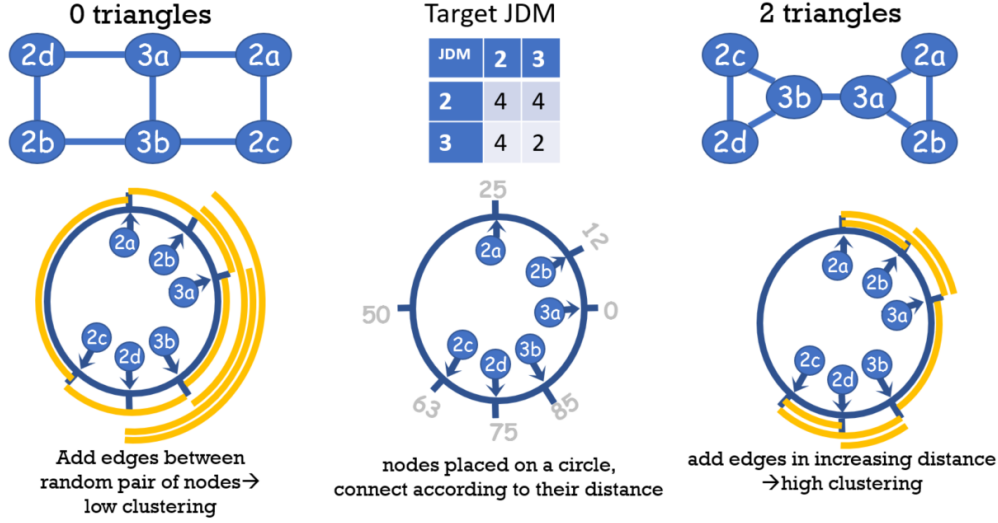 0 triangles
2d 3a 2a
2b 3b 2c
Target JDM
JDM 2 3
2 4 4
3 4 2
2 triangles
2c 2a
3b 3a
2d 2b
2a
2b
3a
2c 2d 3b
Add edges between
random pair of nodes→
low clustering
25
12
0
50
63
75
85
2a
2b
3a
2c 2d 3b
nodes placed on a circle,
connect according to their distance
2a
2b
3a
2c 2d 3b
add edges in increasing distance
→high clustering